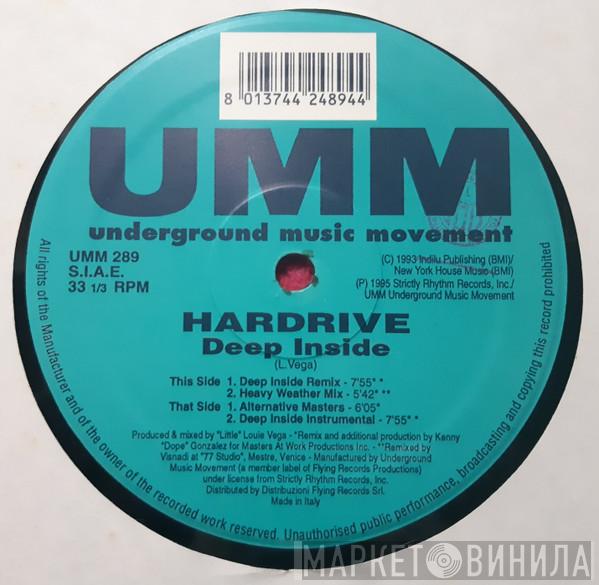 8 013744 248944
UMM
underground music movement
UMM 289
S.I.A.E.
33 1/3 RPM
(C) 1993 Indilu Publishing (BMI)/
New York House Music (BMI)
(P) 1995 Strictly Rhythm Records, Inc./
UMM Underground Music Movement
HARDRIVE
Deep Inside
(L.Vega)
This Side 1. Deep Inside Remix - 7'55" *
2. Heavy Weather Mix - 5'42" **
That Side 1. Alternative Masters - 6'05"
2. Deep Inside Instrumental - 7'55" *
Produced & mixed by "Little" Louie Vega - *Remix and additional production by Kenny
"Dope" Gonzalez for Masters At Work Productions Inc. - **Remixed by
Visnadi at "77 Studio", Mestre, Venice - Manufactured by Underground
Music Movement (a member label of Flying Records Productions)
under license from Strictly Rhythm Records, Inc.
Distributed by Distribuzioni Flying Records Srl.
Made in Italy
All rights of the Manufacturer and of the owner of the recorded work reserved. Unauthorised public performance, broadcasting and copying this record prohibited
МАРКЕТ ВИНИЛА